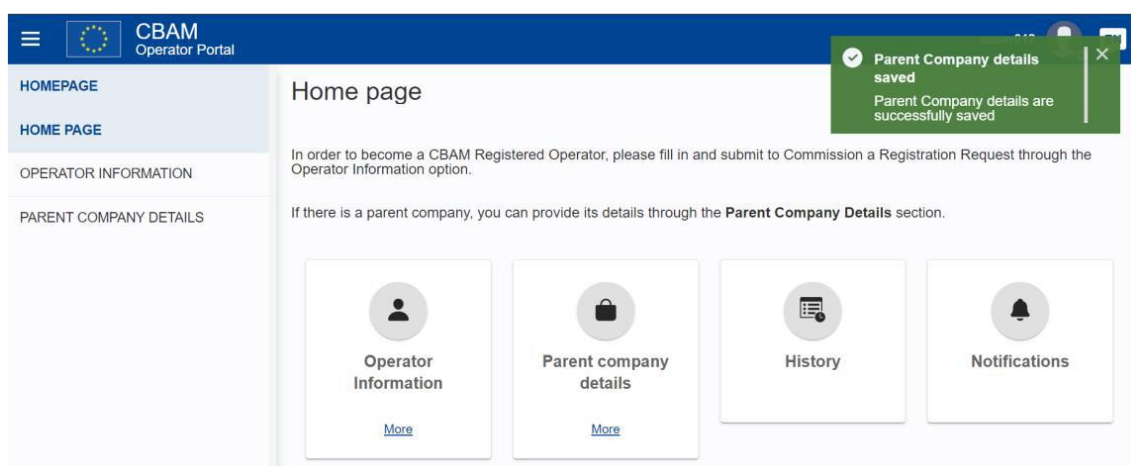 CBAM
Operator Portal
Parent Company details
saved
Parent Company details are
successfully saved
HOMEPAGE
HOME PAGE
OPERATOR INFORMATION
PARENT COMPANY DETAILS
Home page
In order to become a CBAM Registered Operator, please fill in and submit to Commission a Registration Request through the
Operator Information option.
If there is a parent company, you can provide its details through the Parent Company Details section.
Operator
Information
More
Parent company
details
More
History
Notifications